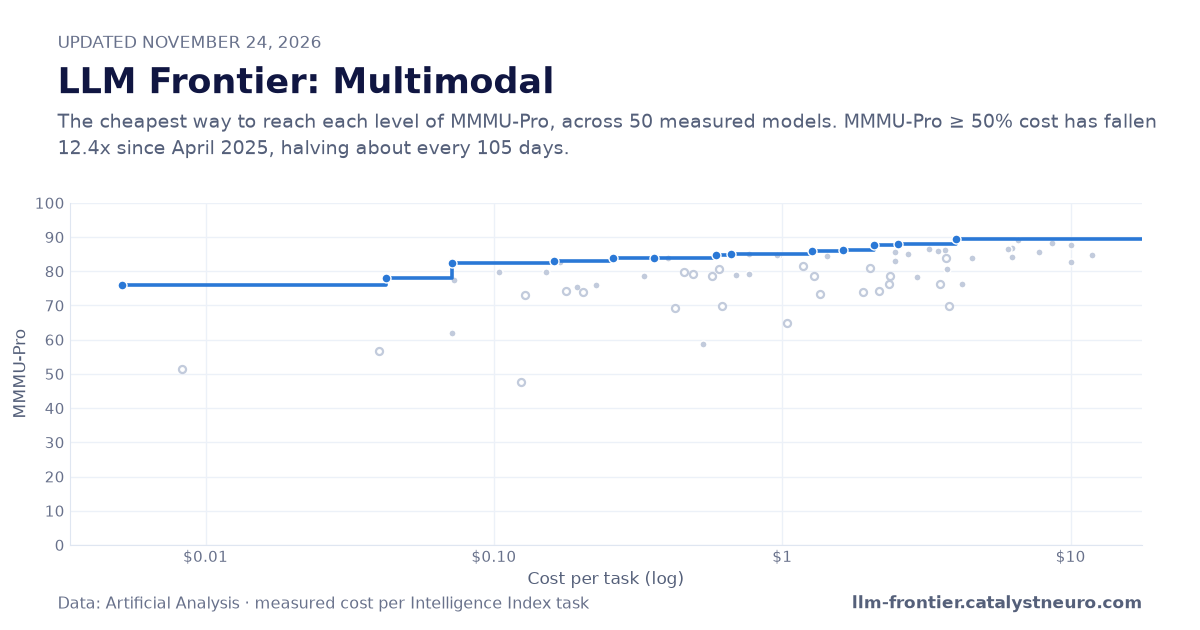 UPDATED NOVEMBER 24, 2026
LLM Frontier: Multimodal
The cheapest way to reach each level of MMMU-Pro, across 50 measured models. MMMU-Pro ≥ 50% cost has fallen
12.4x since April 2025, halving about every 105 days.
100
90
80
70
60
50
40
30
20
10
0
MMMU-Pro
$0.01
$0.10
$1
$10
Cost per task (log)
Data: Artificial Analysis · measured cost per Intelligence Index task
llm-frontier.catalystneuro.com